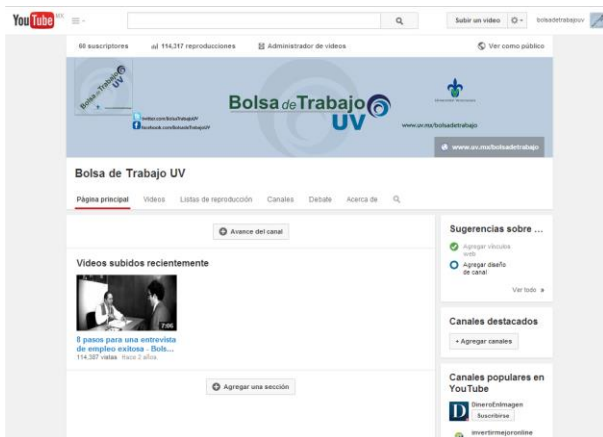 YouTube MX
Subir un video
bolsadetrabajouv
60 suscriptores
114,317 reproducciones
Administrador de videos
Ver como público
Bolsa de Trabajo
twitter.com/BolsaTrabajoUV
facebook.com/BolsadeTrabajoUV
Bolsa de Trabajo
UV
www.uv.mx/bolsadetrabajo
www.uv.mx/bolsadetrabajo
Bolsa de Trabajo UV
Página principal
Videos
Listas de reproducción
Canales
Debate
Acerca de
Avance del canal
Videos subidos recientemente
7:06
8 pasos para una entrevista
de empleo exitosa - Bols...
114,307 vistas Hace 2 años
Agregar una sección
Sugerencias sobre ...
Agregar vínculos
web
Agregar diseño
de canal
Ver todo »
Canales destacados
+ Agregar canales
Canales populares en
YouTube
DineroEnImagen
Suscribirse
invertirmejoronline